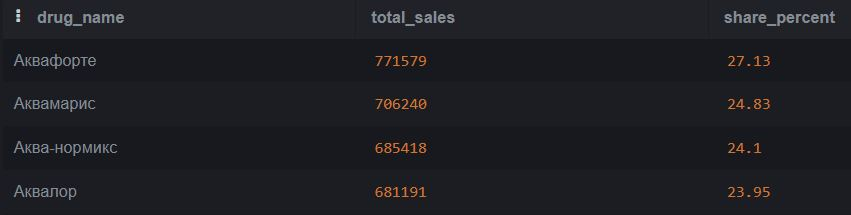 drug_name total_sales share_percent
Аквафорте 771579 27.13
Аквамарис 706240 24.83
Аква-нормикс 685418 24.1
Аквалор 681191 23.95